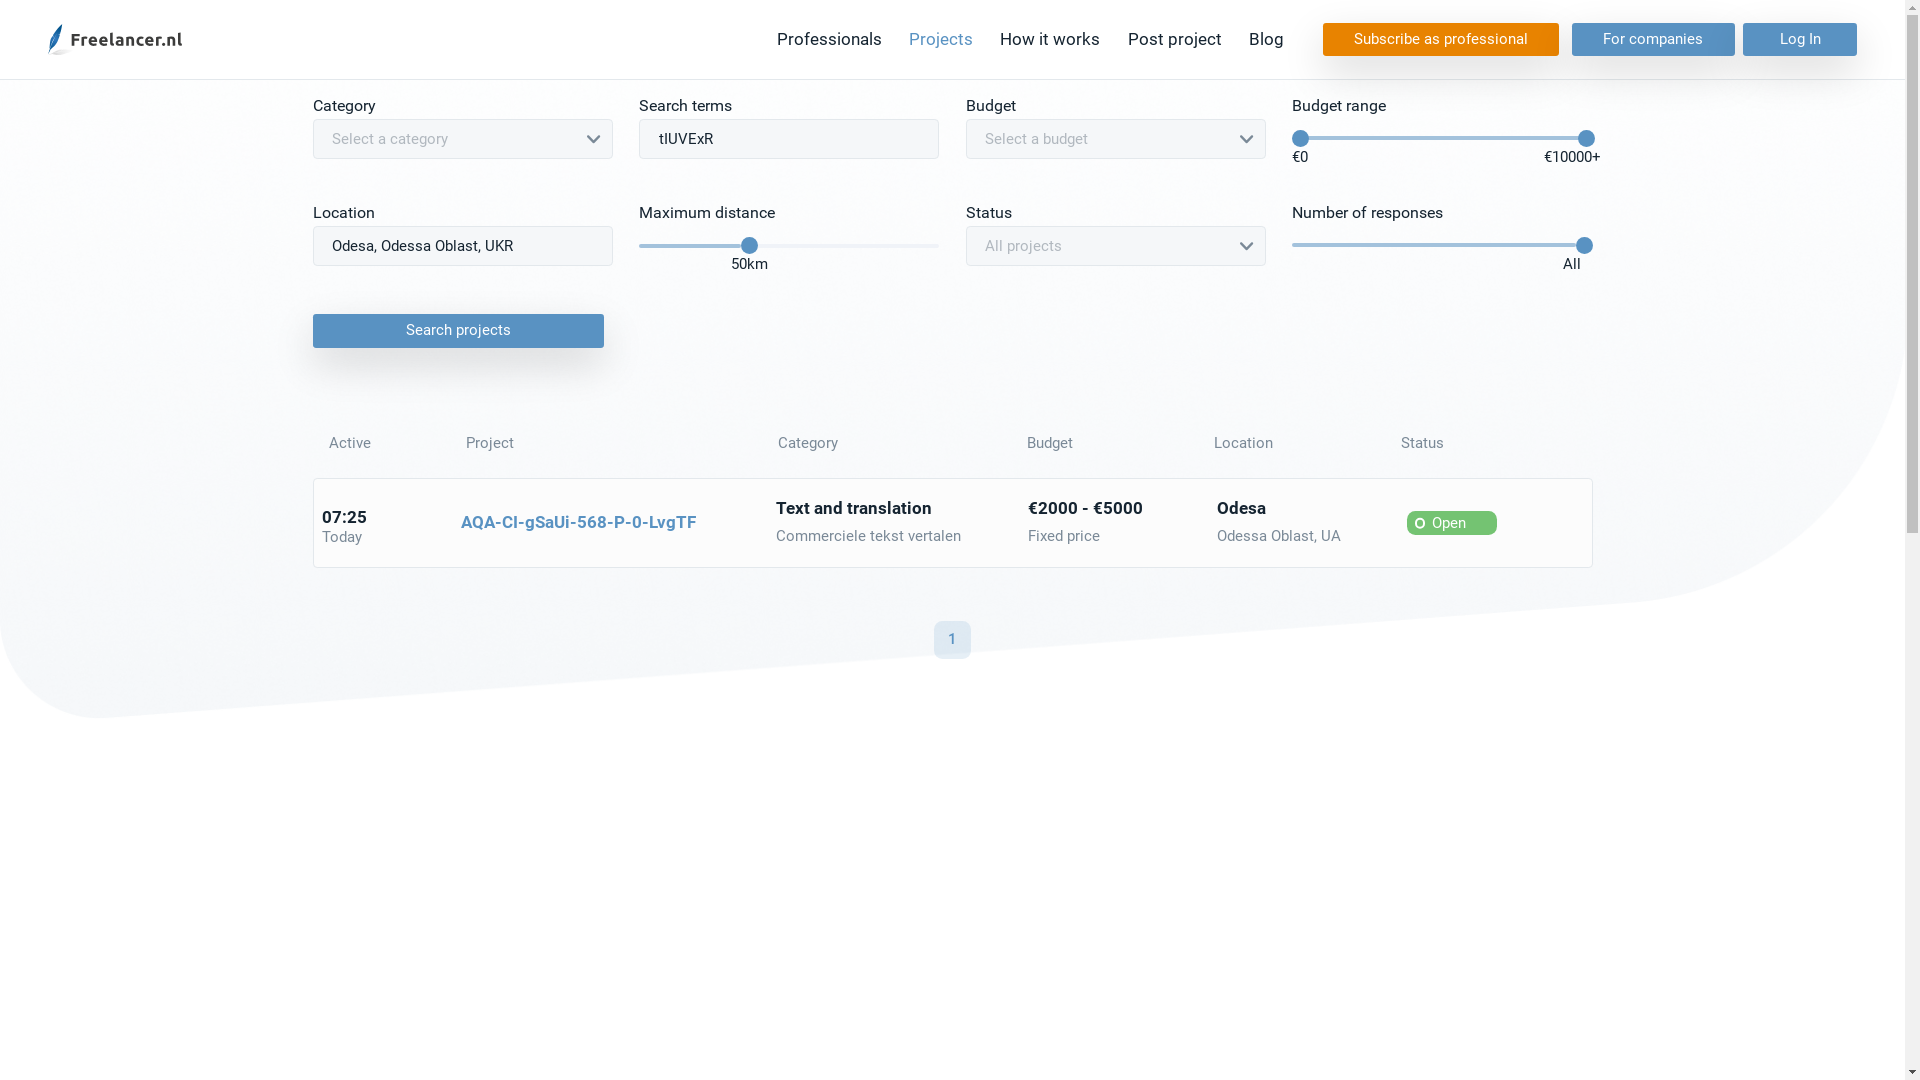 Freelancer.nl
Professionals Projects How it works Post project Blog Subscribe as professional For companies Log In
Category Search terms Budget Budget range
Select a category tIUVExR Select a budget
€0 €10000+
Location Maximum distance Status Number of responses
Odesa, Odessa Oblast, UKR All projects
50km All
Search projects
Active Project Category Budget Location Status
07:25 AQA-CI-gSaUi-568-P-0-LvgTF Text and translation €2000 - €5000 Odesa Open
Today Commerciele tekst vertalen Fixed price Odessa Oblast, UA
1